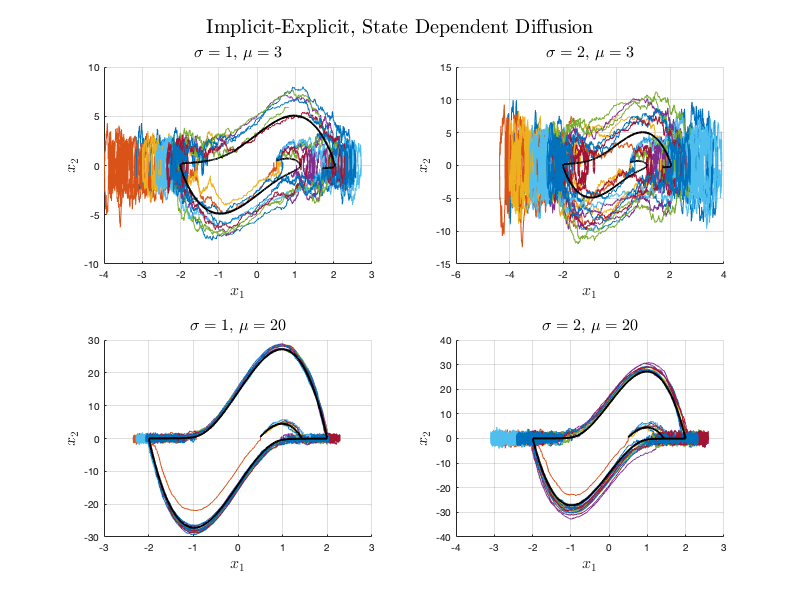 Implicit-Explicit, State Dependent Diffusion
σ = 1, μ = 3
10
5
0
-5
-10
-4 -3 -2 -1 0 1 2 3
x₂
x₁
σ = 2, μ = 3
15
10
5
0
-5
-10
-15
-6 -4 -2 0 2 4
x₂
x₁
σ = 1, μ = 20
30
20
10
0
-10
-20
-30
-3 -2 -1 0 1 2 3
x₂
x₁
σ = 2, μ = 20
40
30
20
10
0
-10
-20
-30
-40
-4 -3 -2 -1 0 1 2 3
x₂
x₁